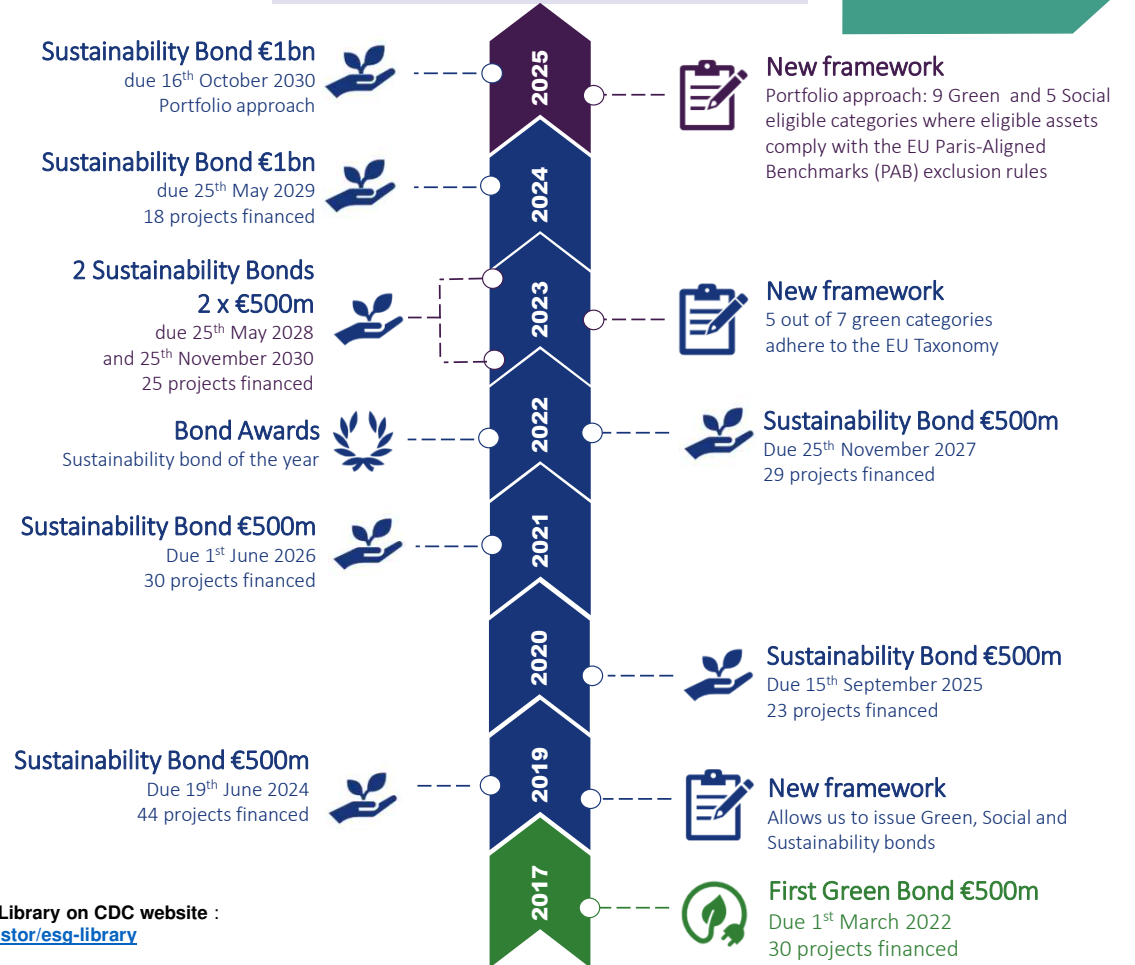 Sustainability Bond €1bn
due 16th October 2030
Portfolio approach
2025
New framework
Portfolio approach: 9 Green and 5 Social
eligible categories where eligible assets
comply with the EU Paris-Aligned
Benchmarks (PAB) exclusion rules
Sustainability Bond €1bn
due 25th May 2029
18 projects financed
2024
2 Sustainability Bonds
2 x €500m
due 25th May 2028
and 25th November 2030
25 projects financed
2023
New framework
5 out of 7 green categories
adhere to the EU Taxonomy
Bond Awards
Sustainability bond of the year
2022
Sustainability Bond €500m
Due 25th November 2027
29 projects financed
Sustainability Bond €500m
Due 1st June 2026
30 projects financed
2021
2020
Sustainability Bond €500m
Due 15th September 2025
23 projects financed
Sustainability Bond €500m
Due 19th June 2024
44 projects financed
2019
New framework
Allows us to issue Green, Social and
Sustainability bonds
2017
First Green Bond €500m
Due 1st March 2022
30 projects financed
Library on CDC website :
stor/esg-library